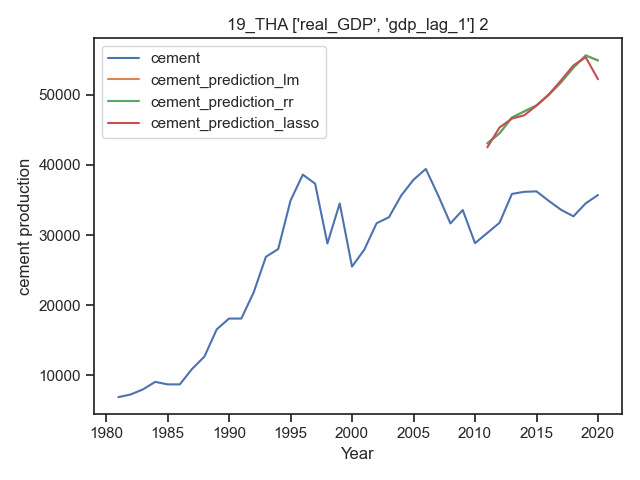 19_THA ['real_GDP', 'gdp_lag_1'] 2
cement
cement_prediction_lm
cement_prediction_rr
cement_prediction_lasso
cement production
50000
40000
30000
20000
10000
1980 1985 1990 1995 2000 2005 2010 2015 2020
Year